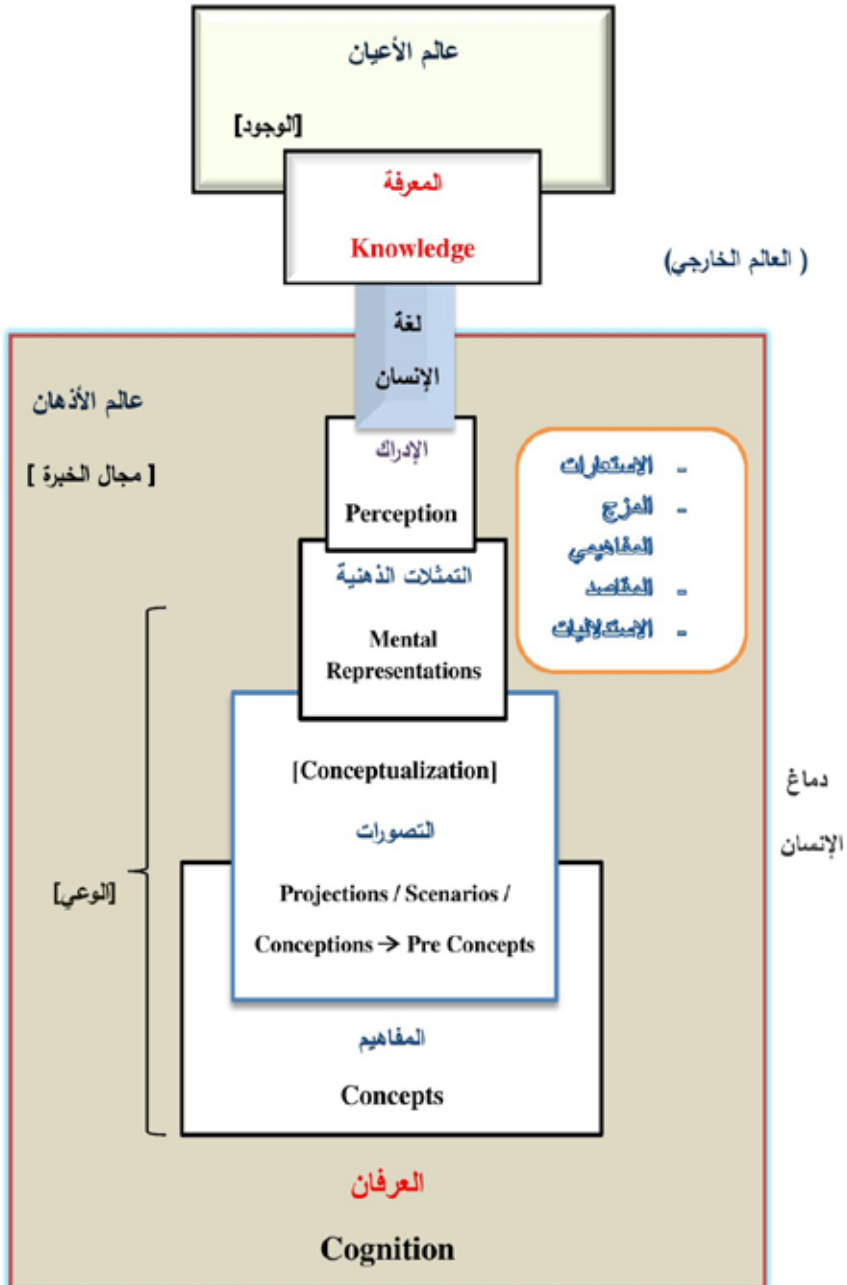 عالم الأعيان
[الوجود]
المعرفة
Knowledge
( العالم الخارجي)
لغة
الإنسان
عالم الأذهان
[ مجال الخبرة ]
الإدراك
Perception
- الاستعارات
- المزج
المفاهيمي
- المقاصد
- الاستدلاليات
التمثلات الذهنية
Mental
Representations
[Conceptualization]
التصورات
Projections / Scenarios /
Conceptions → Pre Concepts
[الوعي]
دماغ
الإنسان
المفاهيم
Concepts
العرفان
Cognition